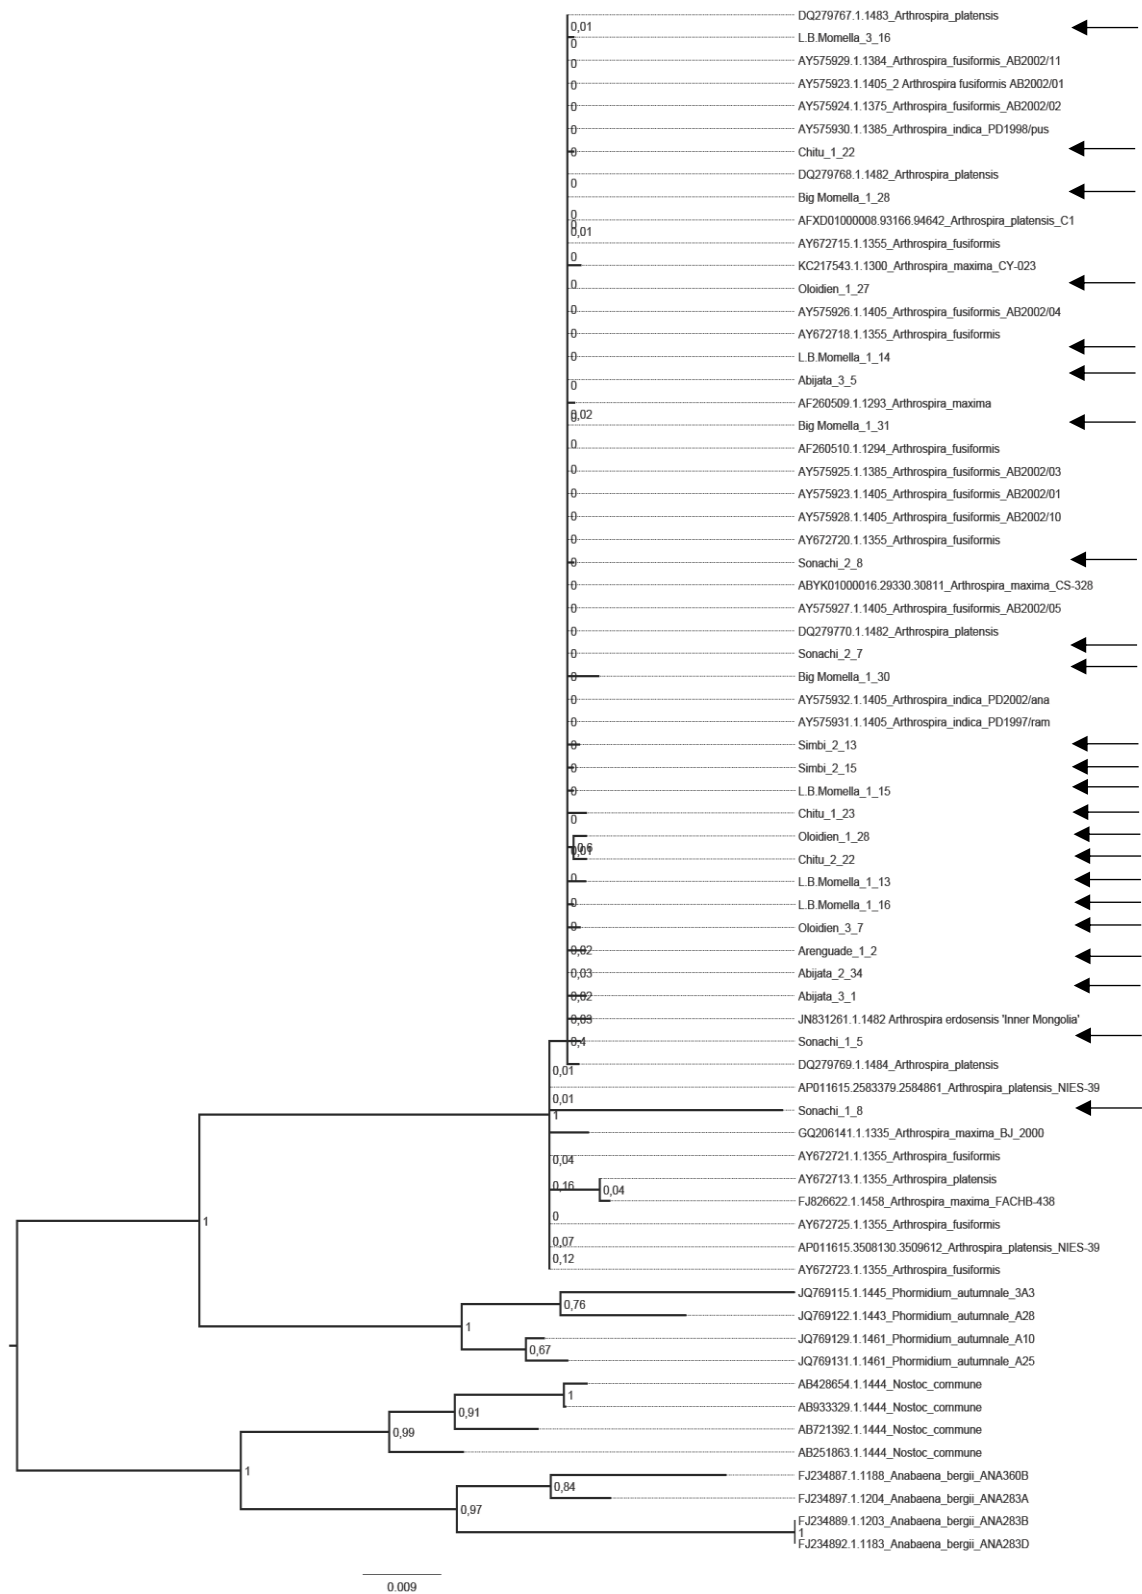 DQ279767.1.1483_Arthrospira_platensis
0,01
L.B.Momella_3_16
0
AY575929.1.1384_Arthrospira_fusiformis_AB2002/11
0
AY575923.1.1405_2 Arthrospira fusiformis AB2002/01
0
AY575924.1.1375_Arthrospira_fusiformis_AB2002/02
0
AY575930.1.1385_Arthrospira_indica_PD1998/pus
0
Chitu_1_22
0
DQ279768.1.1482_Arthrospira_platensis
0
Big Momella_1_28
0
AFXD01000008.93166.94642_Arthrospira_platensis_C1
0
0,01
AY672715.1.1355_Arthrospira_fusiformis
0
KC217543.1.1300_Arthrospira_maxima_CY-023
0
Oloidien_1_27
0
AY575926.1.1405_Arthrospira_fusiformis_AB2002/04
0
AY672718.1.1355_Arthrospira_fusiformis
0
L.B.Momella_1_14
0
Abijata_3_5
0
AF260509.1.1293_Arthrospira_maxima
0,02
0
Big Momella_1_31
0
AF260510.1.1294_Arthrospira_fusiformis
0
AY575925.1.1385_Arthrospira_fusiformis_AB2002/03
0
AY575923.1.1405_Arthrospira_fusiformis_AB2002/01
0
AY575928.1.1405_Arthrospira_fusiformis_AB2002/10
0
AY672720.1.1355_Arthrospira_fusiformis
0
Sonachi_2_8
0
ABYK01000016.29330.30811_Arthrospira_maxima_CS-328
0
AY575927.1.1405_Arthrospira_fusiformis_AB2002/05
0
DQ279770.1.1482_Arthrospira_platensis
0
Sonachi_2_7
0
Big Momella_1_30
0
AY575932.1.1405_Arthrospira_indica_PD2002/ana
0
AY575931.1.1405_Arthrospira_indica_PD1997/ram
0
Simbi_2_13
0
Simbi_2_15
0
L.B.Momella_1_15
0
Chitu_1_23
0
Oloidien_1_28
0,6
0,01
Chitu_2_22
0
L.B.Momella_1_13
0
L.B.Momella_1_16
0
Oloidien_3_7
0,02
Arenguade_1_2
0,03
Abijata_2_34
0,02
Abijata_3_1
0,03
JN831261.1.1482 Arthrospira erdosensis 'Inner Mongolia'
0,4
Sonachi_1_5
DQ279769.1.1484_Arthrospira_platensis
0,01
AP011615.2583379.2584861_Arthrospira_platensis_NIES-39
0,01
Sonachi_1_8
1
GQ206141.1.1335_Arthrospira_maxima_BJ_2000
AY672721.1.1355_Arthrospira_fusiformis
0,04
AY672713.1.1355_Arthrospira_platensis
0,16
0,04
FJ826622.1.1458_Arthrospira_maxima_FACHB-438
0
AY672725.1.1355_Arthrospira_fusiformis
0,07
AP011615.3508130.3509612_Arthrospira_platensis_NIES-39
0,12
AY672723.1.1355_Arthrospira_fusiformis
1
JQ769115.1.1445_Phormidium_autumnale_3A3
0,76
JQ769122.1.1443_Phormidium_autumnale_A28
1
JQ769129.1.1461_Phormidium_autumnale_A10
0,67
JQ769131.1.1461_Phormidium_autumnale_A25
AB428654.1.1444_Nostoc_commune
1
AB933329.1.1444_Nostoc_commune
0,91
AB721392.1.1444_Nostoc_commune
0,99
AB251863.1.1444_Nostoc_commune
1
FJ234887.1.1188_Anabaena_bergii_ANA360B
0,84
FJ234897.1.1204_Anabaena_bergii_ANA283A
0,97
FJ234889.1.1203_Anabaena_bergii_ANA283B
1
FJ234892.1.1183_Anabaena_bergii_ANA283D
0.009